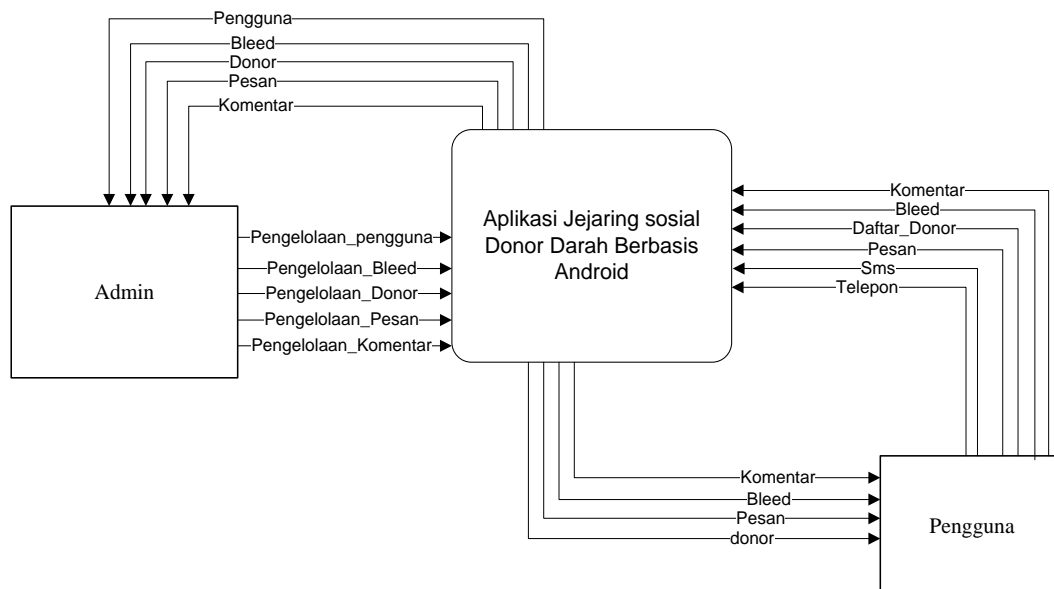 Pengguna
Bleed
Donor
Pesan
Komentar
Admin
Pengelolaan_pengguna
Pengelolaan_Bleed
Pengelolaan_Donor
Pengelolaan_Pesan
Pengelolaan_Komentar
Aplikasi Jejaring sosial
Donor Darah Berbasis
Android
Komentar
Bleed
Daftar_Donor
Pesan
Sms
Telepon
Komentar
Bleed
Pesan
donor
Pengguna